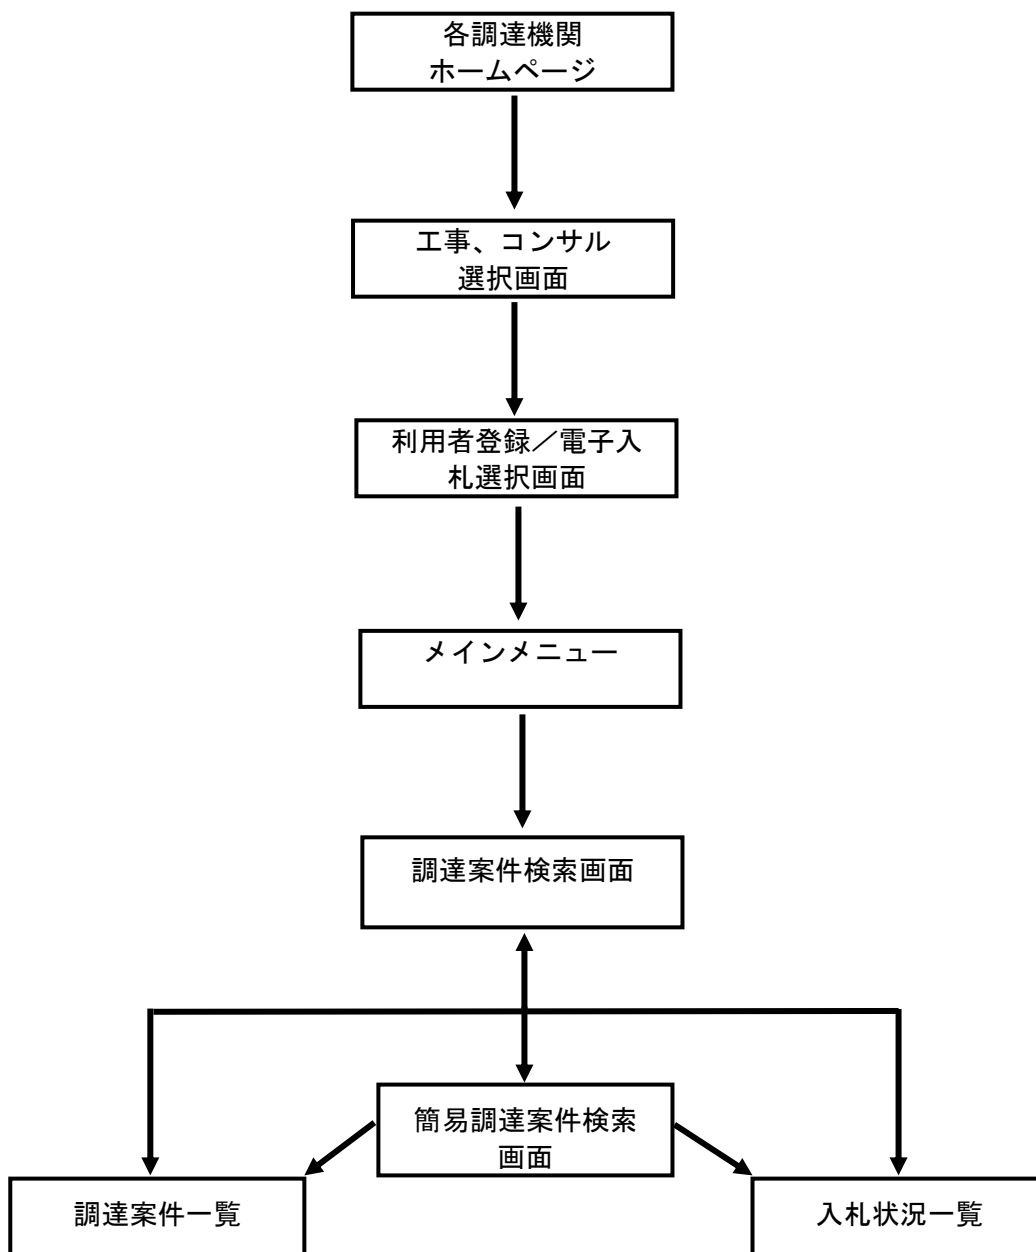 各調達機関
ホームページ
工事、コンサル
選択画面
利用者登録／電子入
札選択画面
メインメニュー
調達案件検索画面
簡易調達案件検索
画面
調達案件一覧
入札状況一覧